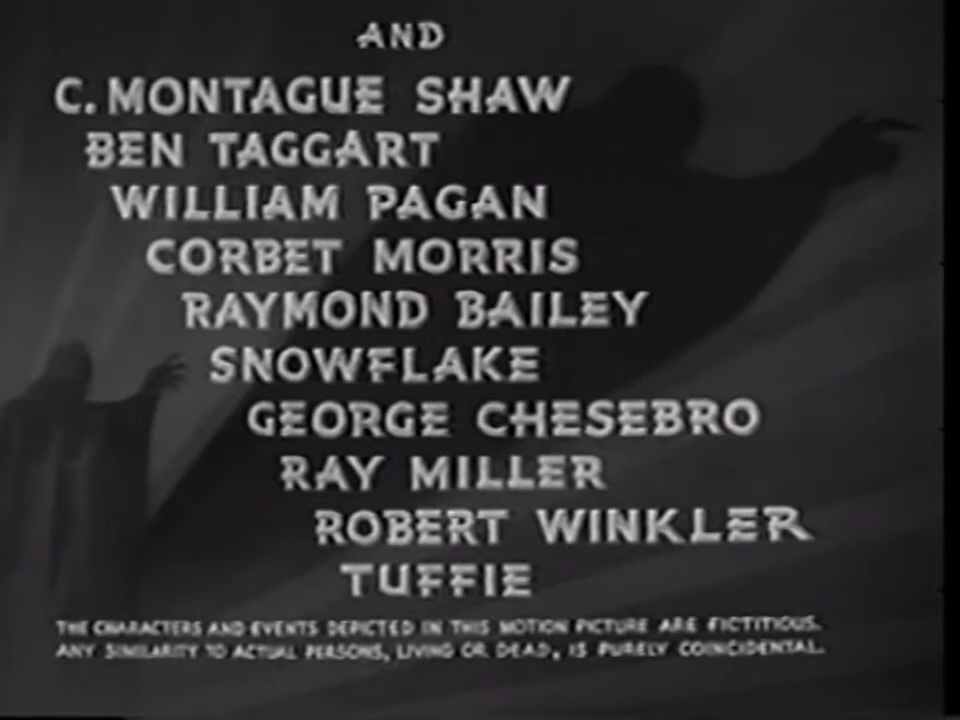 AND
C. MONTAGUE SHAW
BEN TAGGART
WILLIAM PAGAN
CORBET MORRIS
RAYMOND BAILEY
SNOWFLAKE
GEORGE CHESEBRO
RAY MILLER
ROBERT WINKLER
TUFFIE
THE CHARACTERS AND EVENTS DEPICTED IN THIS MOTION PICTURE ARE FICTITIOUS.
ANY SIMILARITY TO ACTUAL PERSONS, LIVING OR DEAD, IS PURELY COINCIDENTAL.